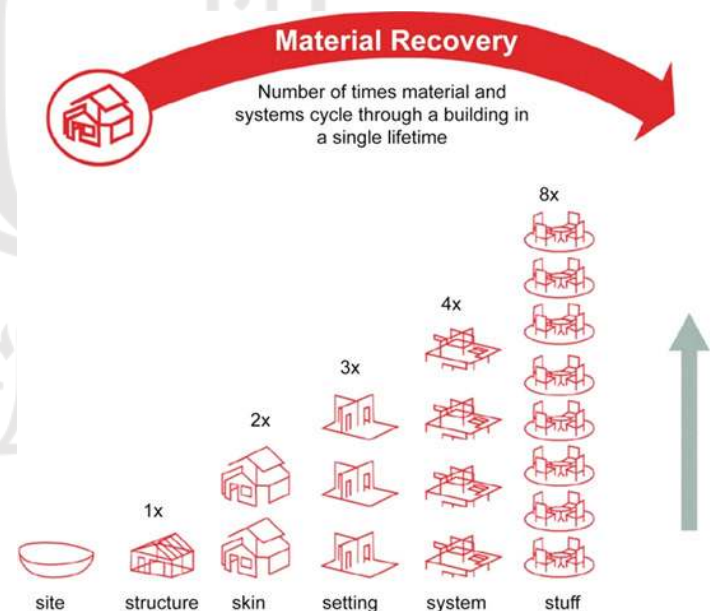 Material Recovery
Number of times material and
systems cycle through a building in
a single lifetime
8x
4x
3x
2x
1x
site structure skin setting system stuff